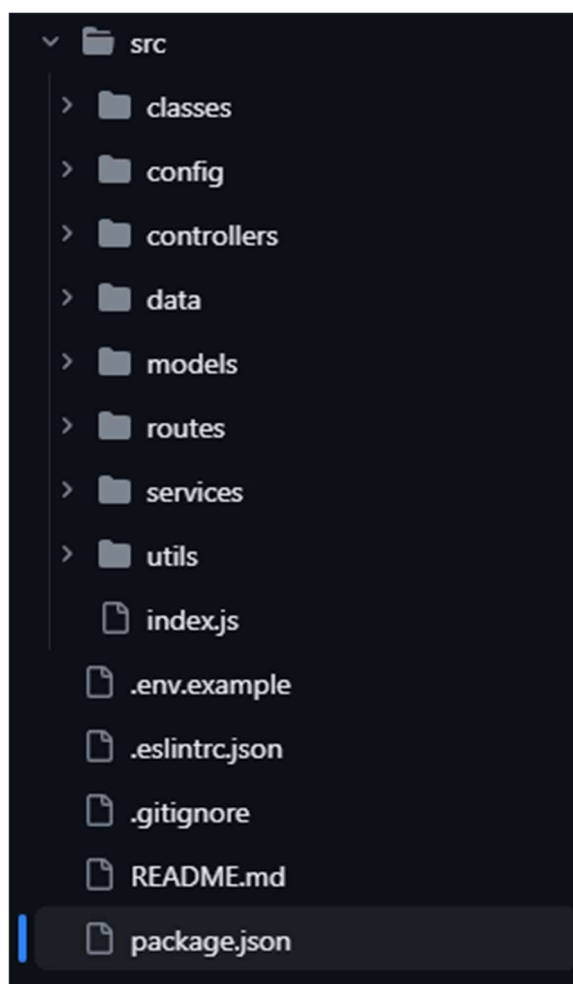 src
classes
config
controllers
data
models
routes
services
utils
index.js
.env.example
.eslintrc.json
.gitignore
README.md
package.json